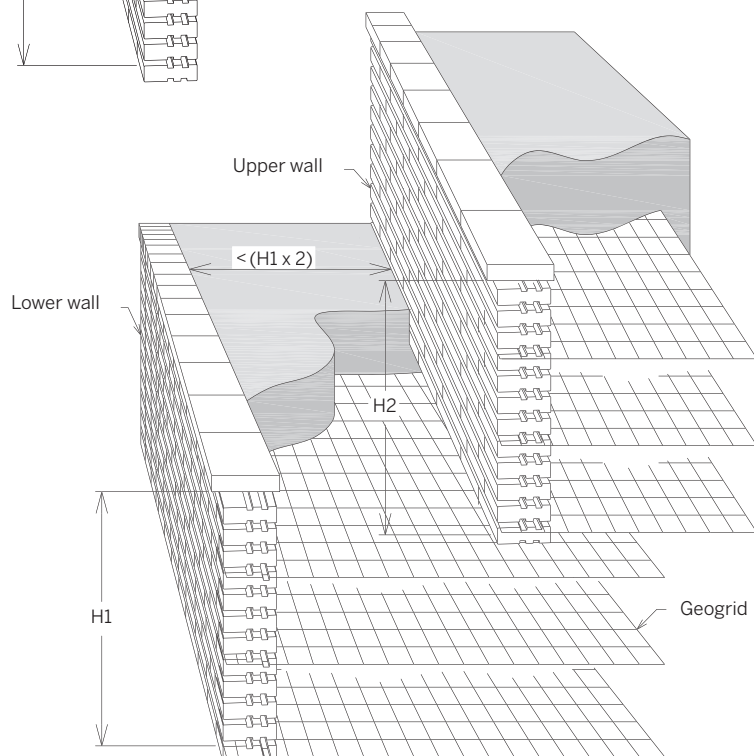 Upper wall
< (H1 x 2)
Lower wall
H2
H1
Geogrid